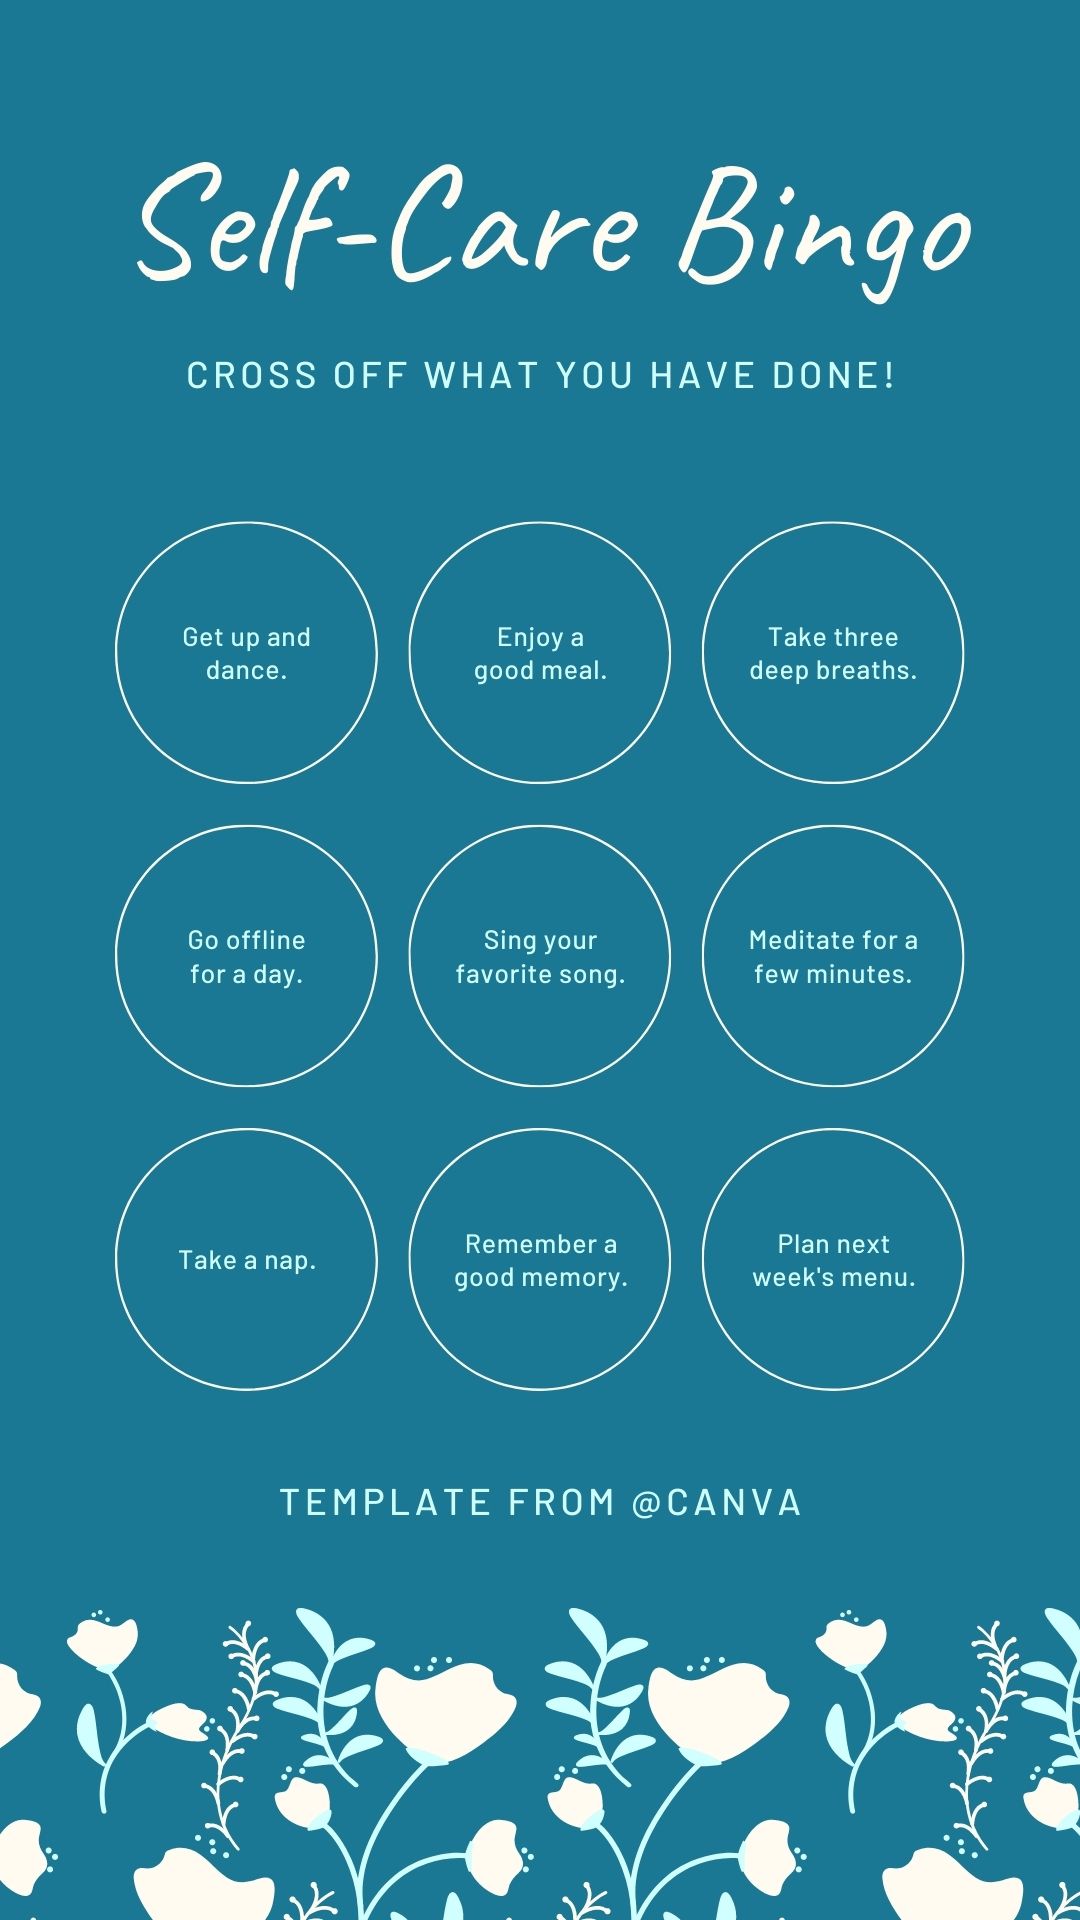 Self-Care Bingo
CROSS OFF WHAT YOU HAVE DONE!
Get up and
dance.
Enjoy a
good meal.
Take three
deep breaths.
Go offline
for a day.
Sing your
favorite song.
Meditate for a
few minutes.
Take a nap.
Remember a
good memory.
Plan next
week's menu.
TEMPLATE FROM @CANVA